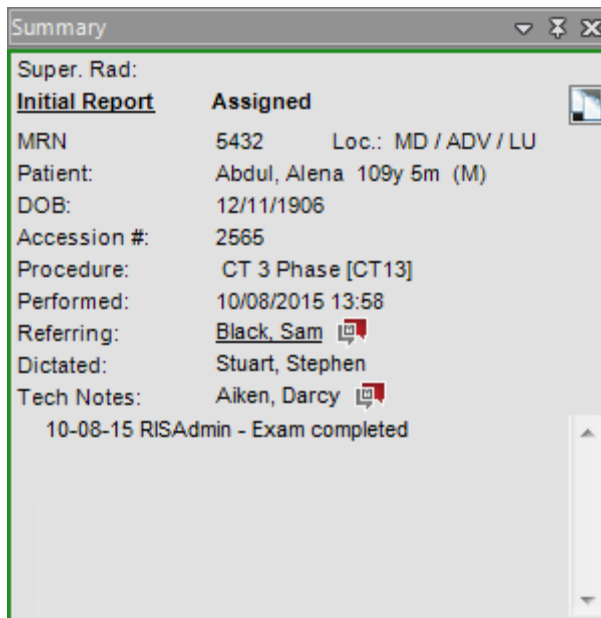 Summary
Super. Rad:
Initial Report Assigned
MRN 5432 Loc.: MD / ADV / LU
Patient: Abdul, Alena 109y 5m (M)
DOB: 12/11/1906
Accession #: 2565
Procedure: CT 3 Phase [CT13]
Performed: 10/08/2015 13:58
Referring: Black, Sam
Dictated: Stuart, Stephen
Tech Notes: Aiken, Darcy
10-08-15 RISAdmin - Exam completed